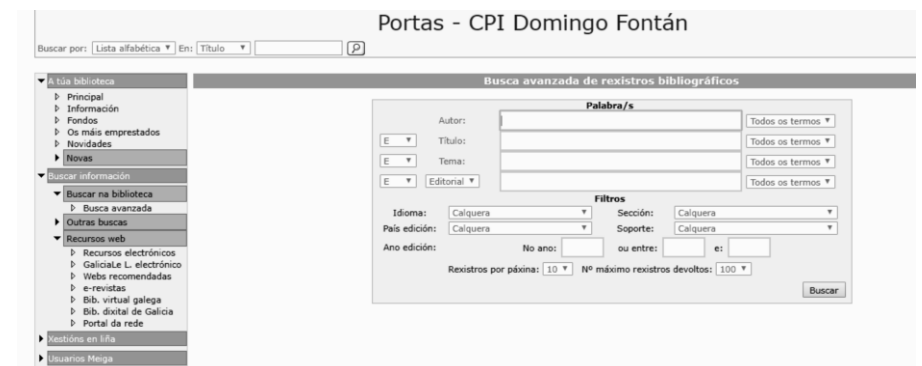 Portas - CPI Domingo Fontán
Buscar por: Lista alfabética En: Título
A túa biblioteca
Principal
Información
Fondos
Os máis emprestados
Novidades
Novas
Buscar información
Buscar na biblioteca
Busca avanzada
Outras buscas
Recursos web
Recursos electrónicos
GaliciaLe L. electrónico
Webs recomendadas
e-revistas
Bib. virtual galega
Bib. dixital de Galicia
Portal da rede
Xestións en liña
Usuarios Meiga
Busca avanzada de rexistros bibliográficos
Palabra/s
Autor: Todos os termos
E Título: Todos os termos
E Tema: Todos os termos
E Editorial Todos os termos
Filtros
Idioma: Calquera Sección: Calquera
País edición: Calquera Soporte: Calquera
Ano edición: No ano: ou entre: e:
Rexistros por páxina: 10 Nº máximo rexistros devoltos: 100
Buscar